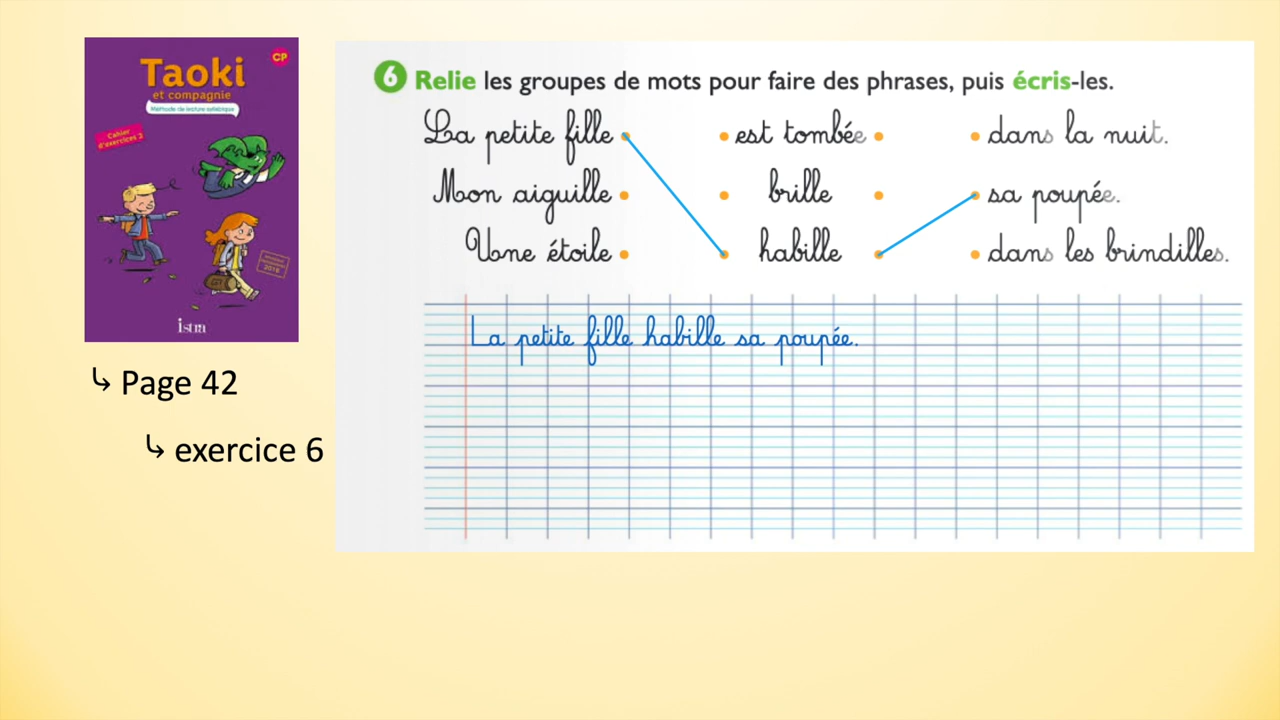 CP
Taoki
et compagnie
Méthode de lecture syllabique
Cahier
d'exercices 2
istra
Page 42
exercice 6
6 Relie les groupes de mots pour faire des phrases, puis écris-les.
La petite fille est tombée dans la nuit.
Mon aiguille brille sa poupée.
Une étoile habille dans les brindilles.
La petite fille habille sa poupée.